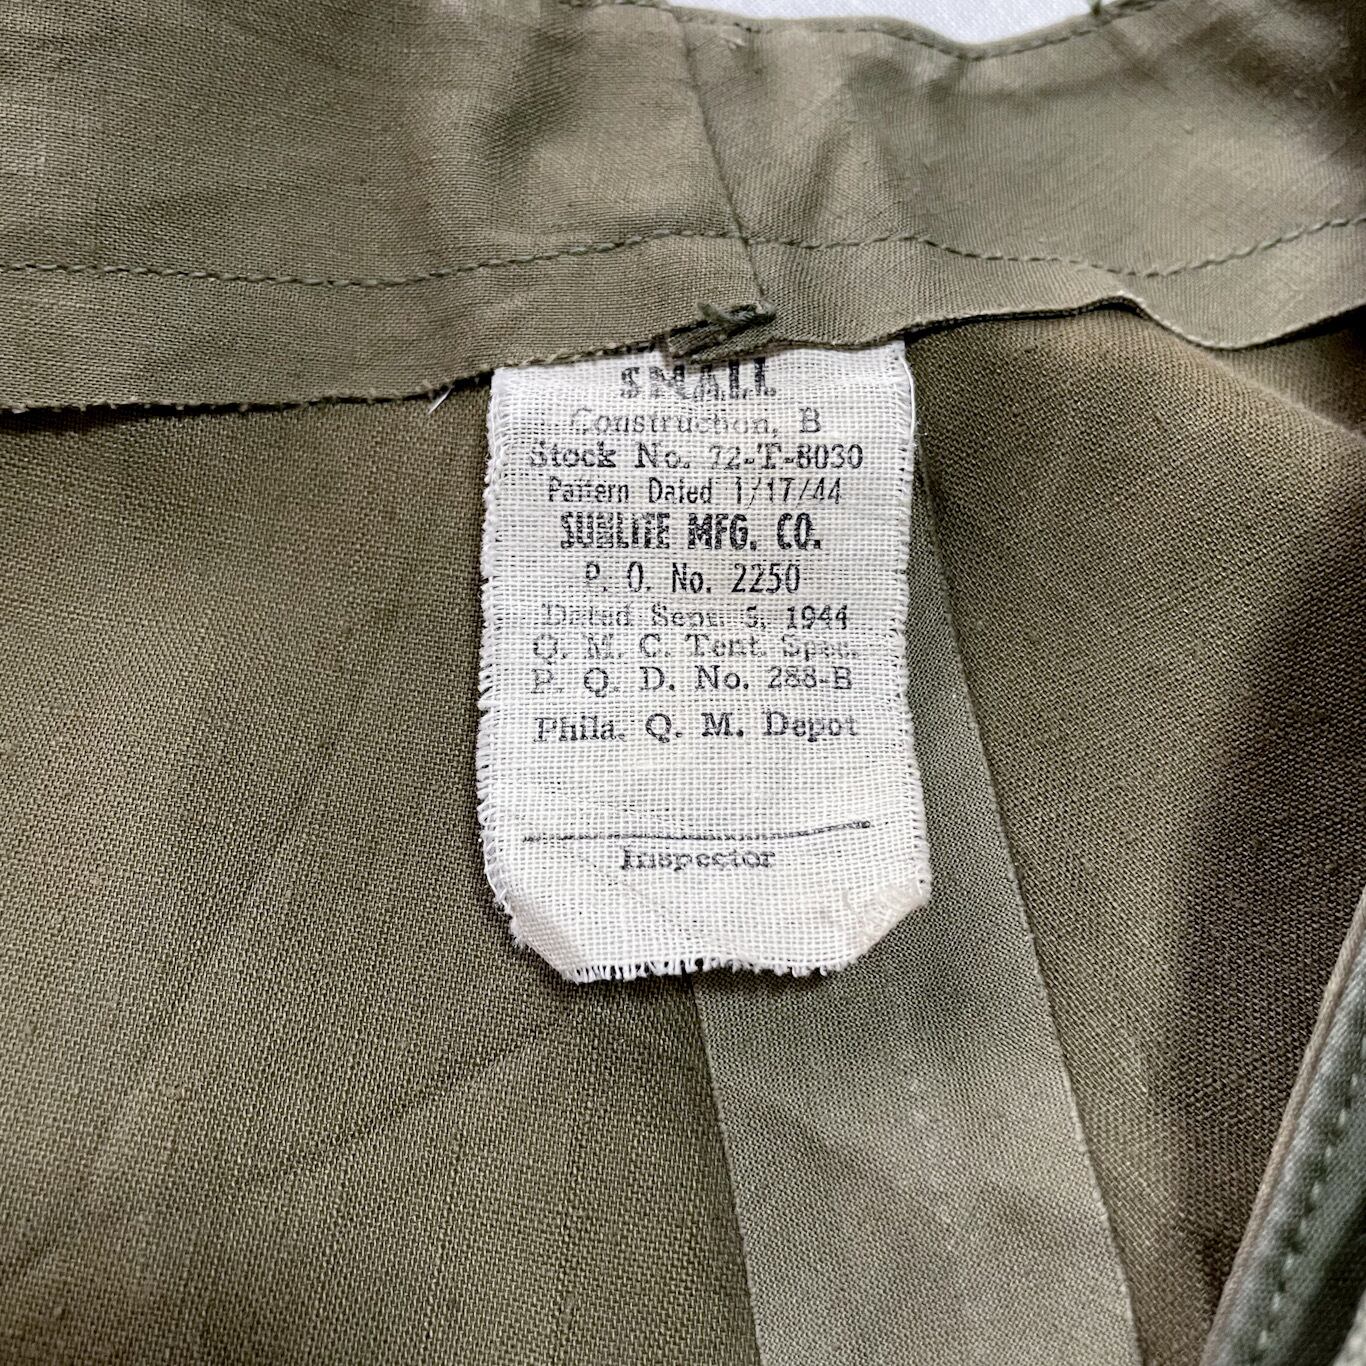 SMALL
Construction, B
Stock No. 72-T-8030
Pattern Dated 1/17/44
SUNLITE MFG. CO.
P. O. No. 2250
Dated Sept. 5, 1944
Q. M. C. Tent. Spec.
P. Q. D. No. 288-B
Phila. Q. M. Depot
Inspector